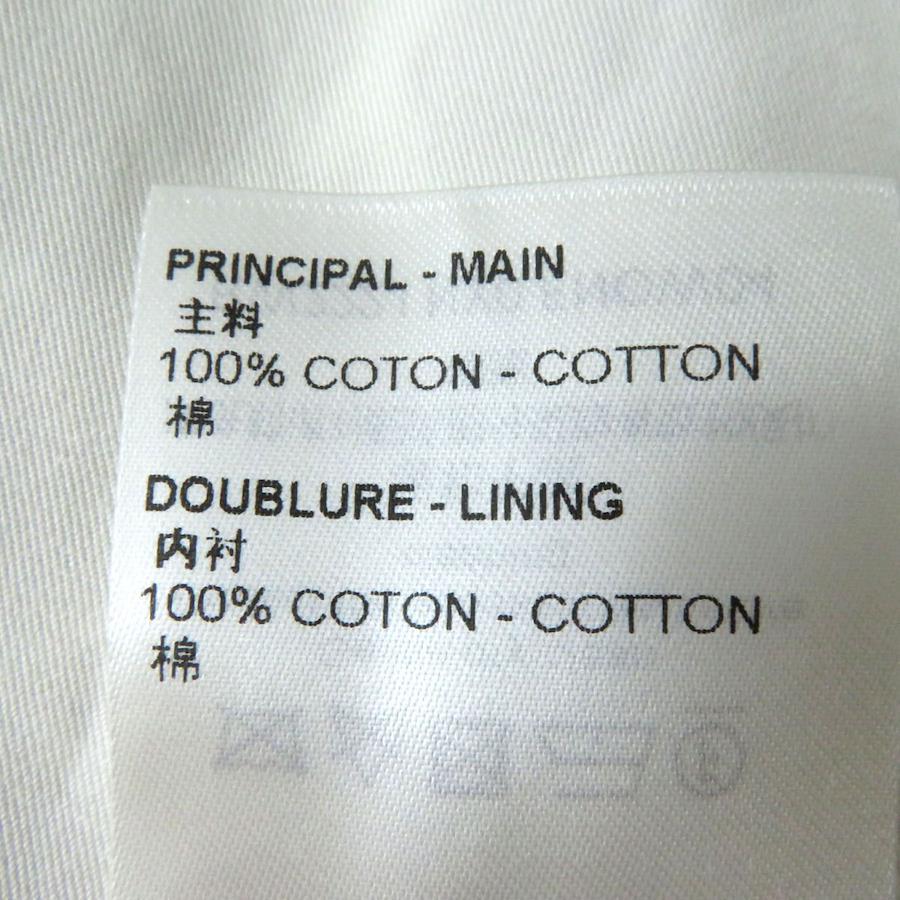 PRINCIPAL - MAIN
主料
100% COTON - COTTON
棉
DOUBLURE - LINING
内衬
100% COTON - COTTON
棉